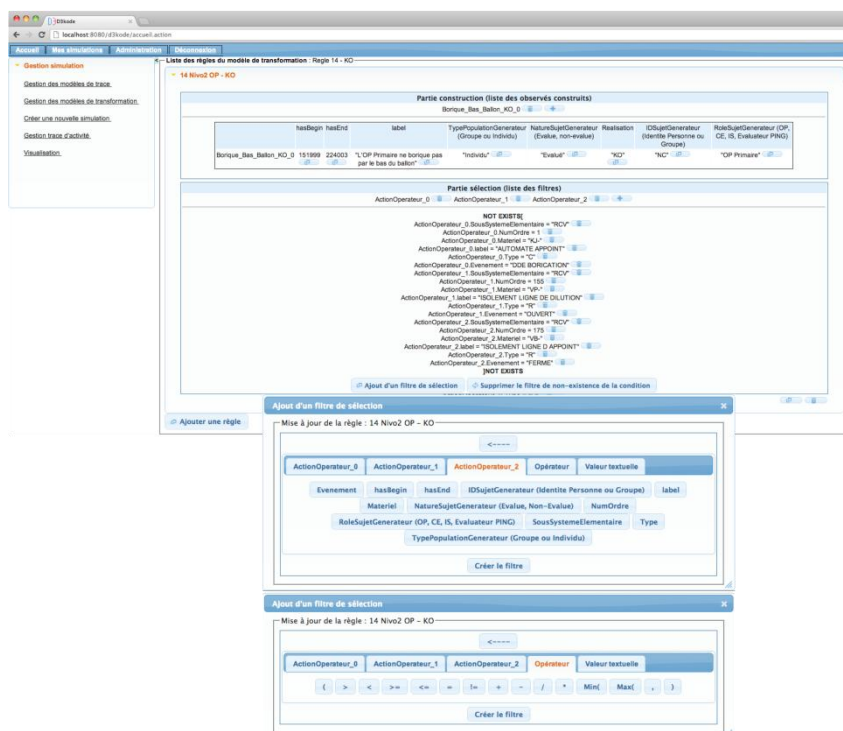 D3kode
localhost:8080/d3kode/accueil.action
Accueil Mes simulations Administration Déconnexion
Gestion simulation
Gestion des modèles de trace
Gestion des modèles de transformation
Créer une nouvelle simulation
Gestion trace d'activité
Visualisation
Liste des règles du modèle de transformation : Regle 14 - KO
14 Nivo2 OP - KO
Partie construction (liste des observés construits)
Borique_Bas_Ballon_KO_0
hasBegin hasEnd label TypePopulationGenerateur (Groupe ou Individu) NatureSujetGenerateur (Evalue, non-evalue) Realisation IDSujetGenerateur (Identite Personne ou Groupe) RoleSujetGenerateur (OP, CE, IS, Evaluateur PING)
Borique_Bas_Ballon_KO_0 151999 224003 "L'OP Primaire ne borique pas par le bas du ballon" "Individu" "Evalué" "KO" "NC" "OP Primaire"
Partie sélection (liste des filtres)
ActionOperateur_0 ActionOperateur_1 ActionOperateur_2
NOT EXISTS[
ActionOperateur_0.SousSystemeElementaire = "RCV"
ActionOperateur_0.NumOrdre = 1
ActionOperateur_0.Materiel = "KJ-"
ActionOperateur_0.label = "AUTOMATE APPOINT"
ActionOperateur_0.Type = "C"
ActionOperateur_0.Evenement = "DDE BORICATION"
ActionOperateur_1.SousSystemeElementaire = "RCV"
ActionOperateur_1.NumOrdre = 155
ActionOperateur_1.Materiel = "VP-"
ActionOperateur_1.label = "ISOLEMENT LIGNE DE DILUTION"
ActionOperateur_1.Type = "R"
ActionOperateur_1.Evenement = "OUVERT"
ActionOperateur_2.SousSystemeElementaire = "RCV"
ActionOperateur_2.NumOrdre = 175
ActionOperateur_2.Materiel = "VB-"
ActionOperateur_2.label = "ISOLEMENT LIGNE D APPOINT"
ActionOperateur_2.Type = "R"
ActionOperateur_2.Evenement = "FERME"
]NOT EXISTS
Ajout d'un filtre de sélection Supprimer le filtre de non-existence de la condition
Ajouter une règle
Ajout d'un filtre de sélection
Mise à jour de la règle : 14 Nivo2 OP - KO
<----
ActionOperateur_0 ActionOperateur_1 ActionOperateur_2 Opérateur Valeur textuelle
Evenement hasBegin hasEnd IDSujetGenerateur (Identite Personne ou Groupe) label
Materiel NatureSujetGenerateur (Evalue, Non-Evalue) NumOrdre
RoleSujetGenerateur (OP, CE, IS, Evaluateur PING) SousSystemeElementaire Type
TypePopulationGenerateur (Groupe ou Individu)
Créer le filtre
Ajout d'un filtre de sélection
Mise à jour de la règle : 14 Nivo2 OP - KO
<----
ActionOperateur_0 ActionOperateur_1 ActionOperateur_2 Opérateur Valeur textuelle
( > < >= <= = != + - / * Min( Max( , )
Créer le filtre